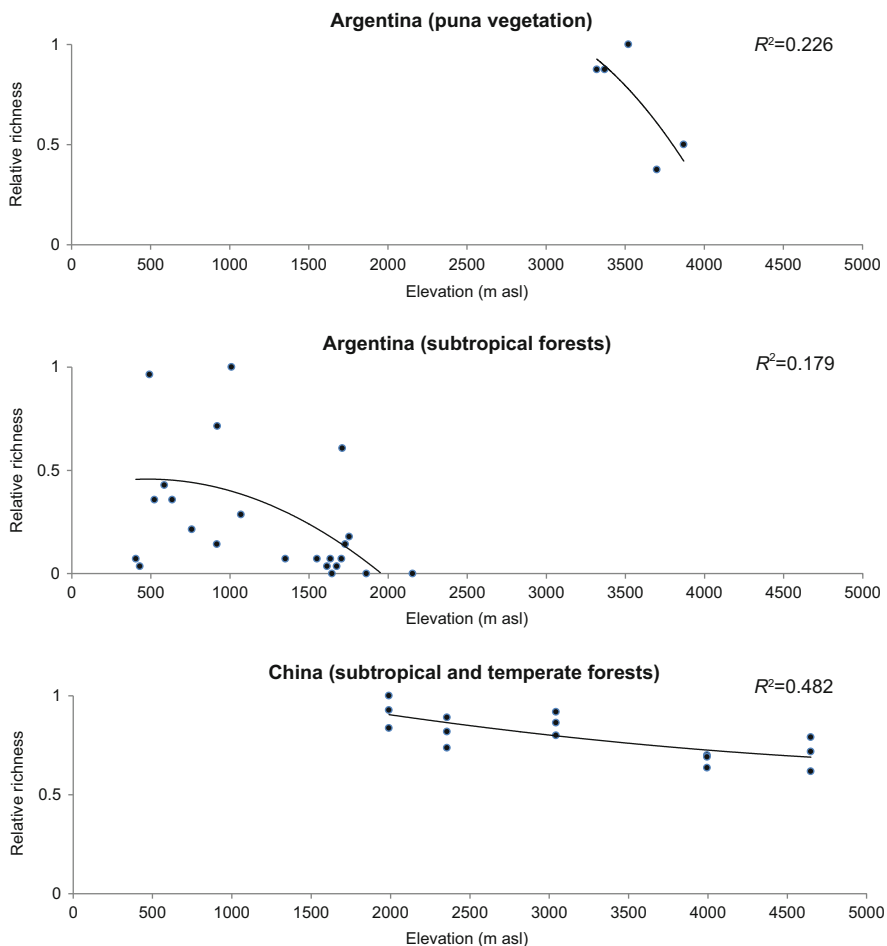 Argentina (puna vegetation)
R²=0.226
1
0.5
0
Relative richness
0 500 1000 1500 2000 2500 3000 3500 4000 4500 5000
Elevation (m asl)
Argentina (subtropical forests)
R²=0.179
1
0.5
0
Relative richness
0 500 1000 1500 2000 2500 3000 3500 4000 4500 5000
Elevation (m asl)
China (subtropical and temperate forests)
R²=0.482
1
0.5
0
Relative richness
0 500 1000 1500 2000 2500 3000 3500 4000 4500 5000
Elevation (m asl)